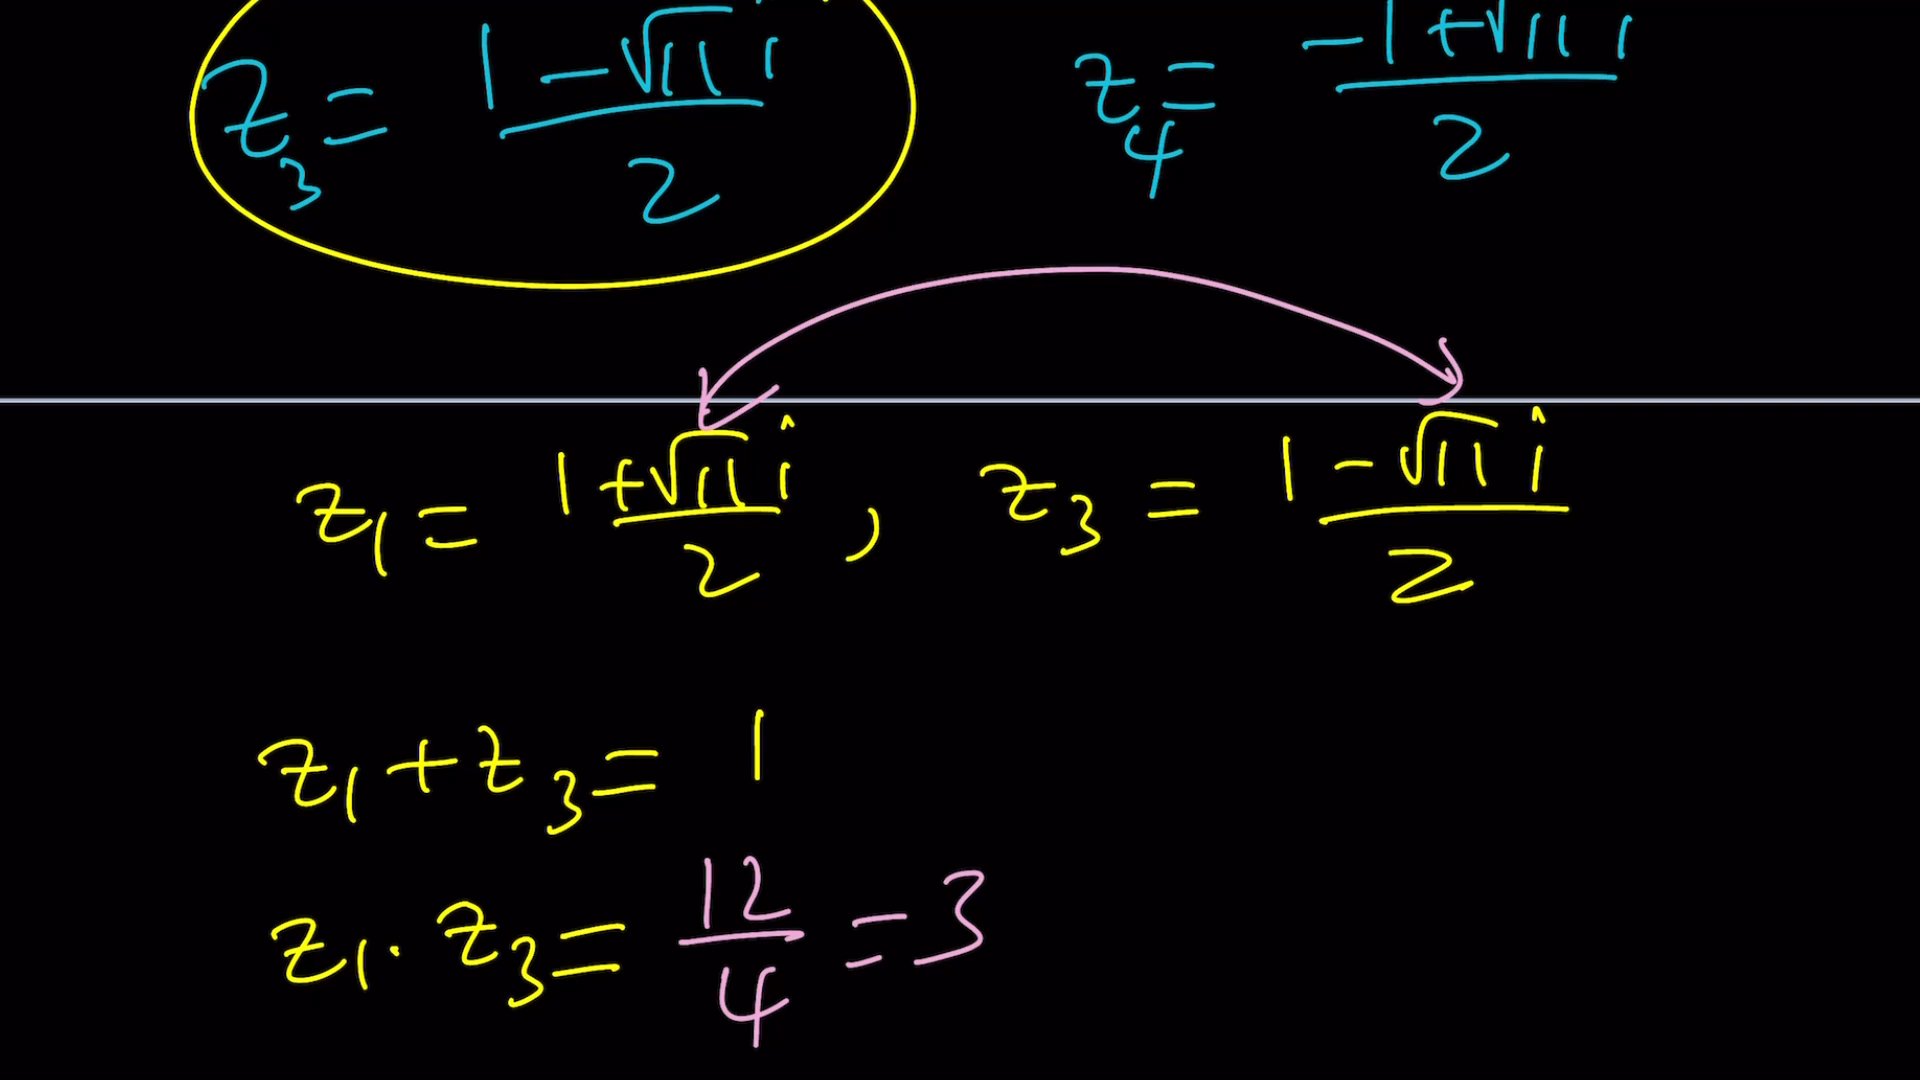 z₃ = (1 - √11 i)/2    z₄ = (-1 + √11 i)/2
z₁ = (1 + √11 i)/2 , z₃ = (1 - √11 i)/2
z₁ + z₃ = 1
z₁ · z₃ = 12/4 = 3